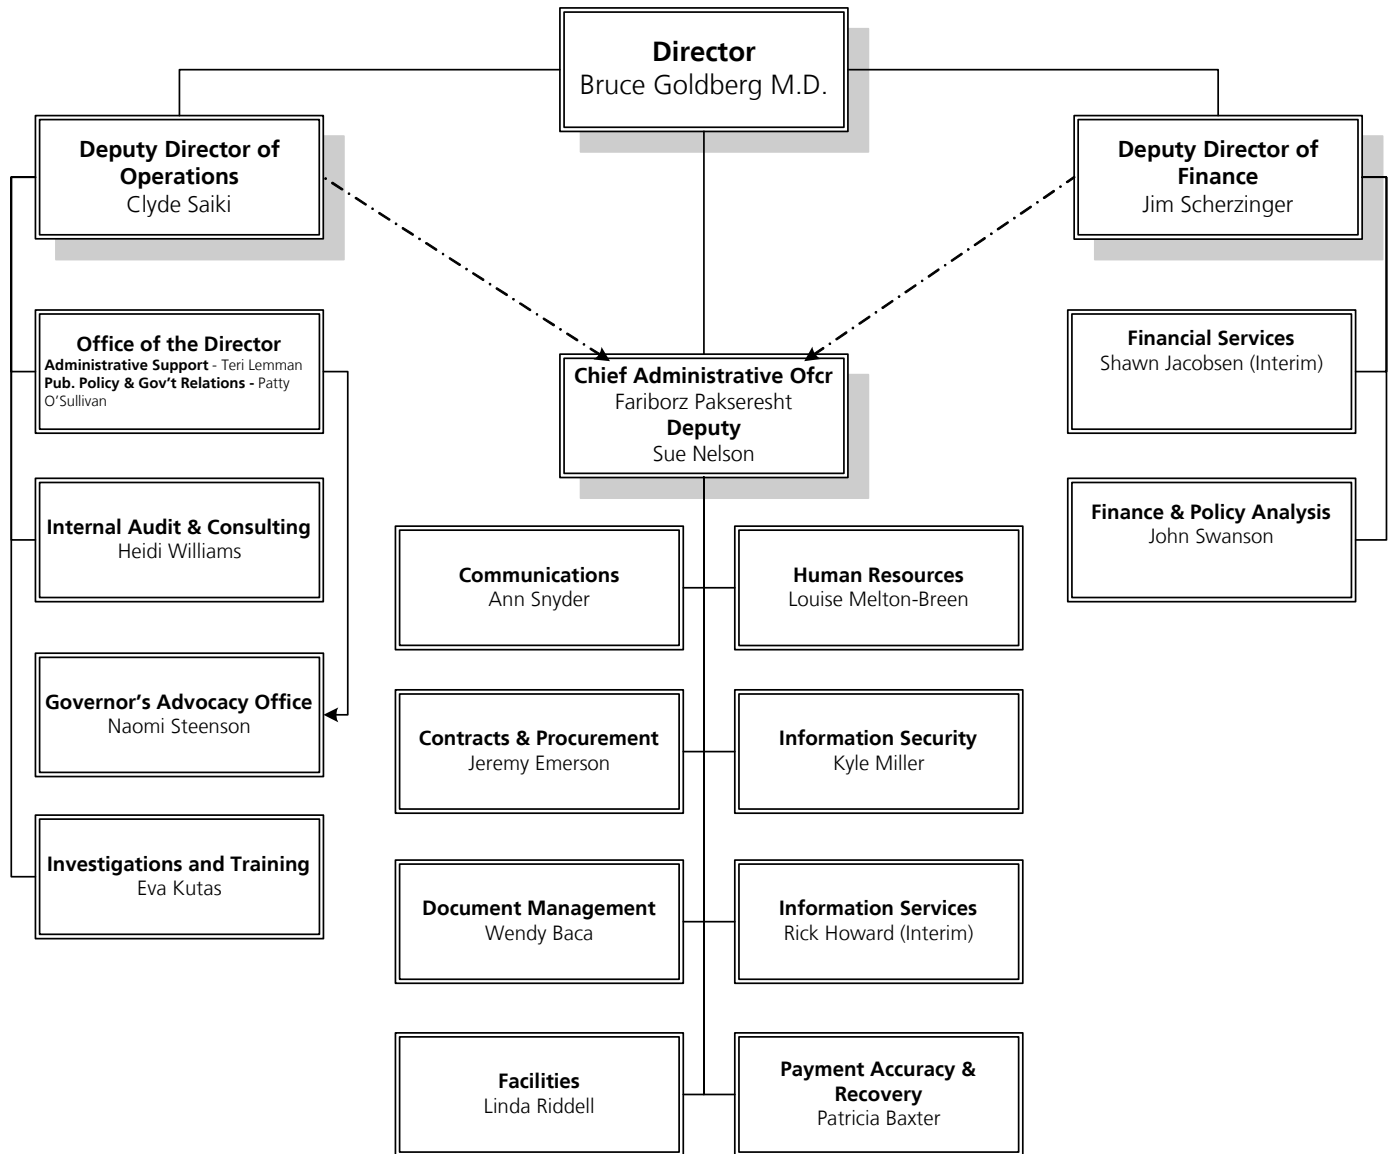 Director
Bruce Goldberg M.D.
Deputy Director of
Operations
Clyde Saiki
Deputy Director of
Finance
Jim Scherzinger
Office of the Director
Administrative Support - Teri Lemman
Pub. Policy & Gov't Relations - Patty
O'Sullivan
Internal Audit & Consulting
Heidi Williams
Governor's Advocacy Office
Naomi Steenson
Investigations and Training
Eva Kutas
Chief Administrative Ofcr
Fariborz Pakseresht
Deputy
Sue Nelson
Communications
Ann Snyder
Human Resources
Louise Melton-Breen
Contracts & Procurement
Jeremy Emerson
Information Security
Kyle Miller
Document Management
Wendy Baca
Information Services
Rick Howard (Interim)
Facilities
Linda Riddell
Payment Accuracy &
Recovery
Patricia Baxter
Financial Services
Shawn Jacobsen (Interim)
Finance & Policy Analysis
John Swanson